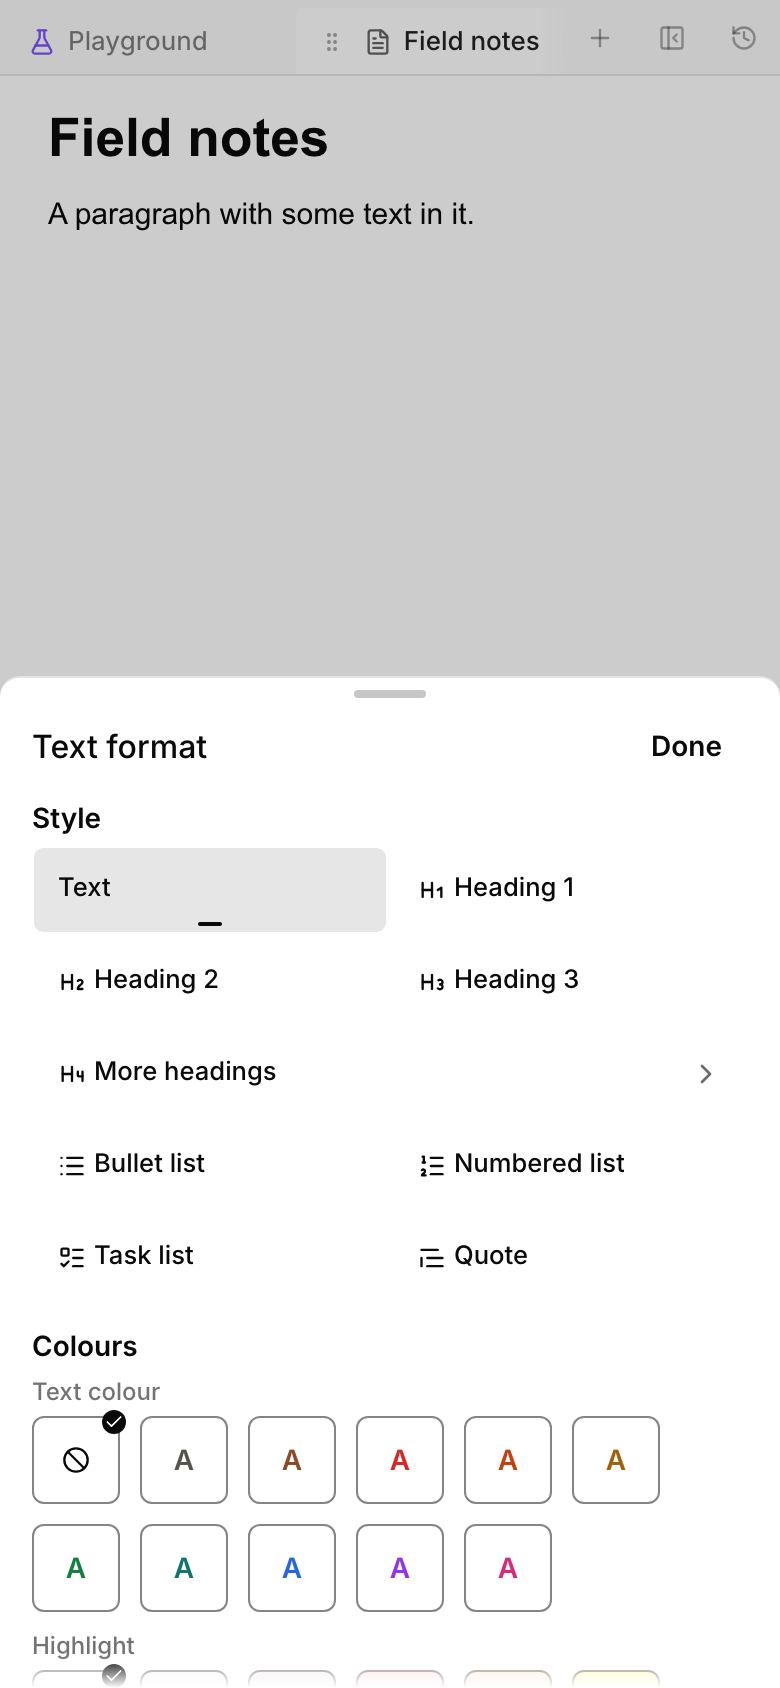 Playground
Field notes
Field notes
A paragraph with some text in it.
Text format
Done
Style
Text
H1 Heading 1
H2 Heading 2
H3 Heading 3
H4 More headings
Bullet list
Numbered list
Task list
Quote
Colours
Text colour
A A A A A
A A A A A
Highlight